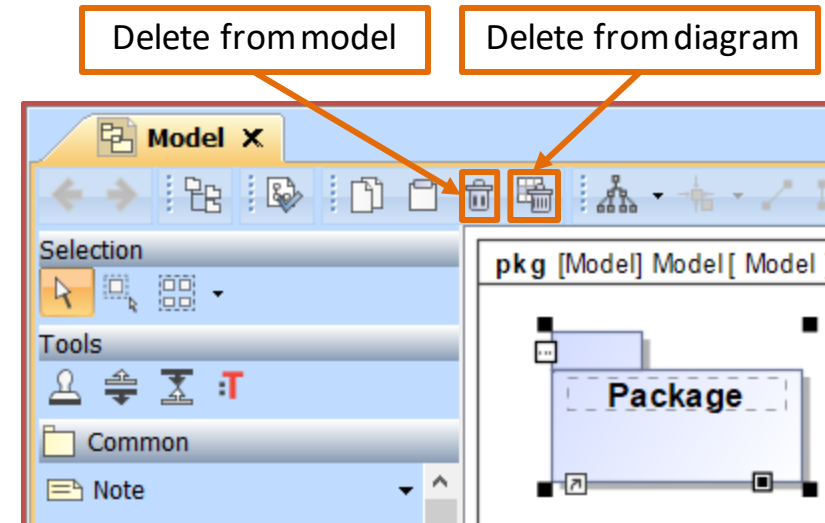 Delete from model
Delete from diagram
Model X
Selection
pkg [Model] Model[ Model
Tools
:T
Package
Common
Note